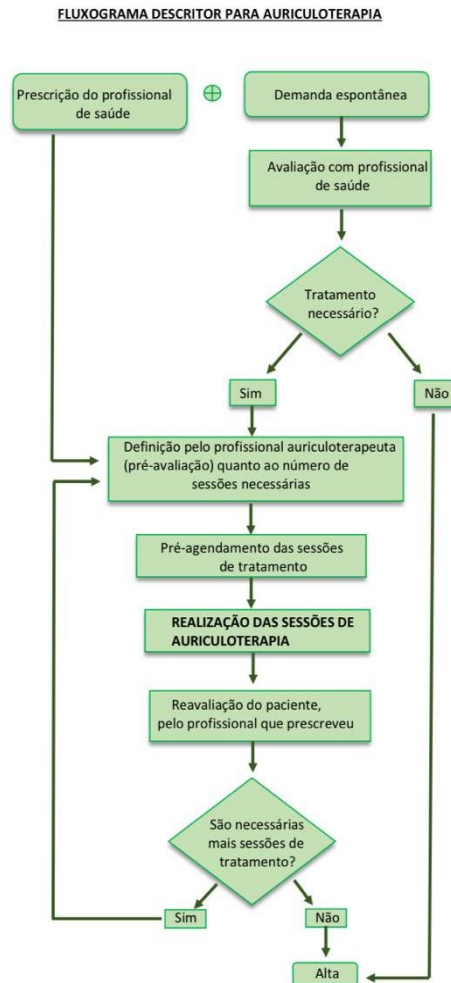 FLUXOGRAMA DESCRITOR PARA AURICULOTERAPIA
Prescrição do profissional
de saúde
Demanda espontânea
Avaliação com profissional
de saúde
Tratamento
necessário?
Sim
Não
Definição pelo profissional auriculoterapeuta
(pré-avaliação) quanto ao número de
sessões necessárias
Pré-agendamento das sessões
de tratamento
REALIZAÇÃO DAS SESSÕES DE
AURICULOTERAPIA
Reavaliação do paciente,
pelo profissional que prescreveu
São necessárias
mais sessões de
tratamento?
Sim
Não
Alta